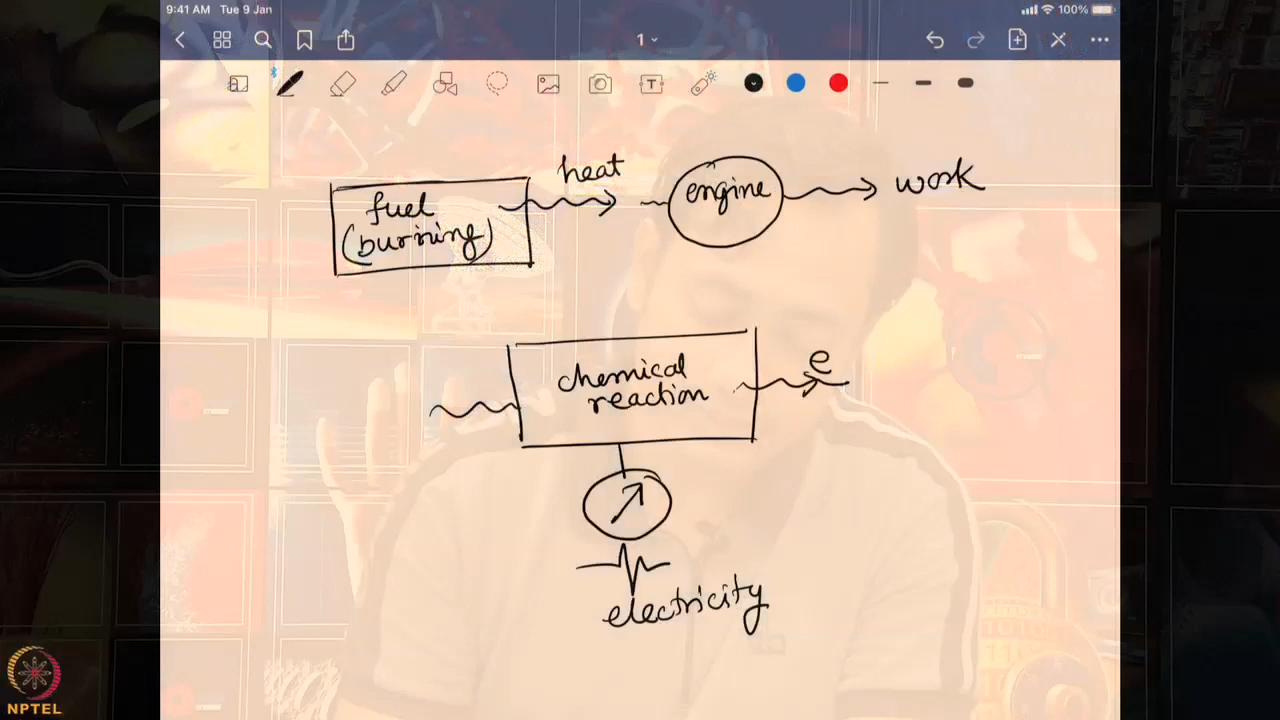 9:41 AM Tue 9 Jan
100%
1
T
heat
fuel
(burning)
engine
work
chemical
reaction
e
electricity
NPTEL